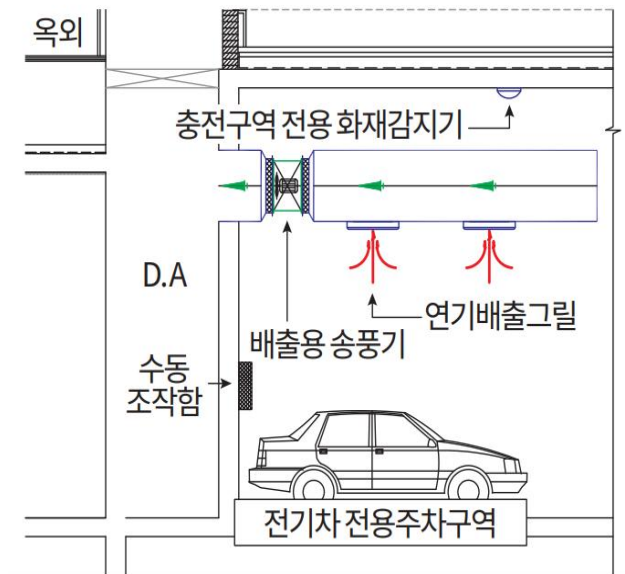 옥외
충전구역 전용 화재감지기
D.A
연기배출그릴
배출용 송풍기
수동
조작함
전기차 전용주차구역